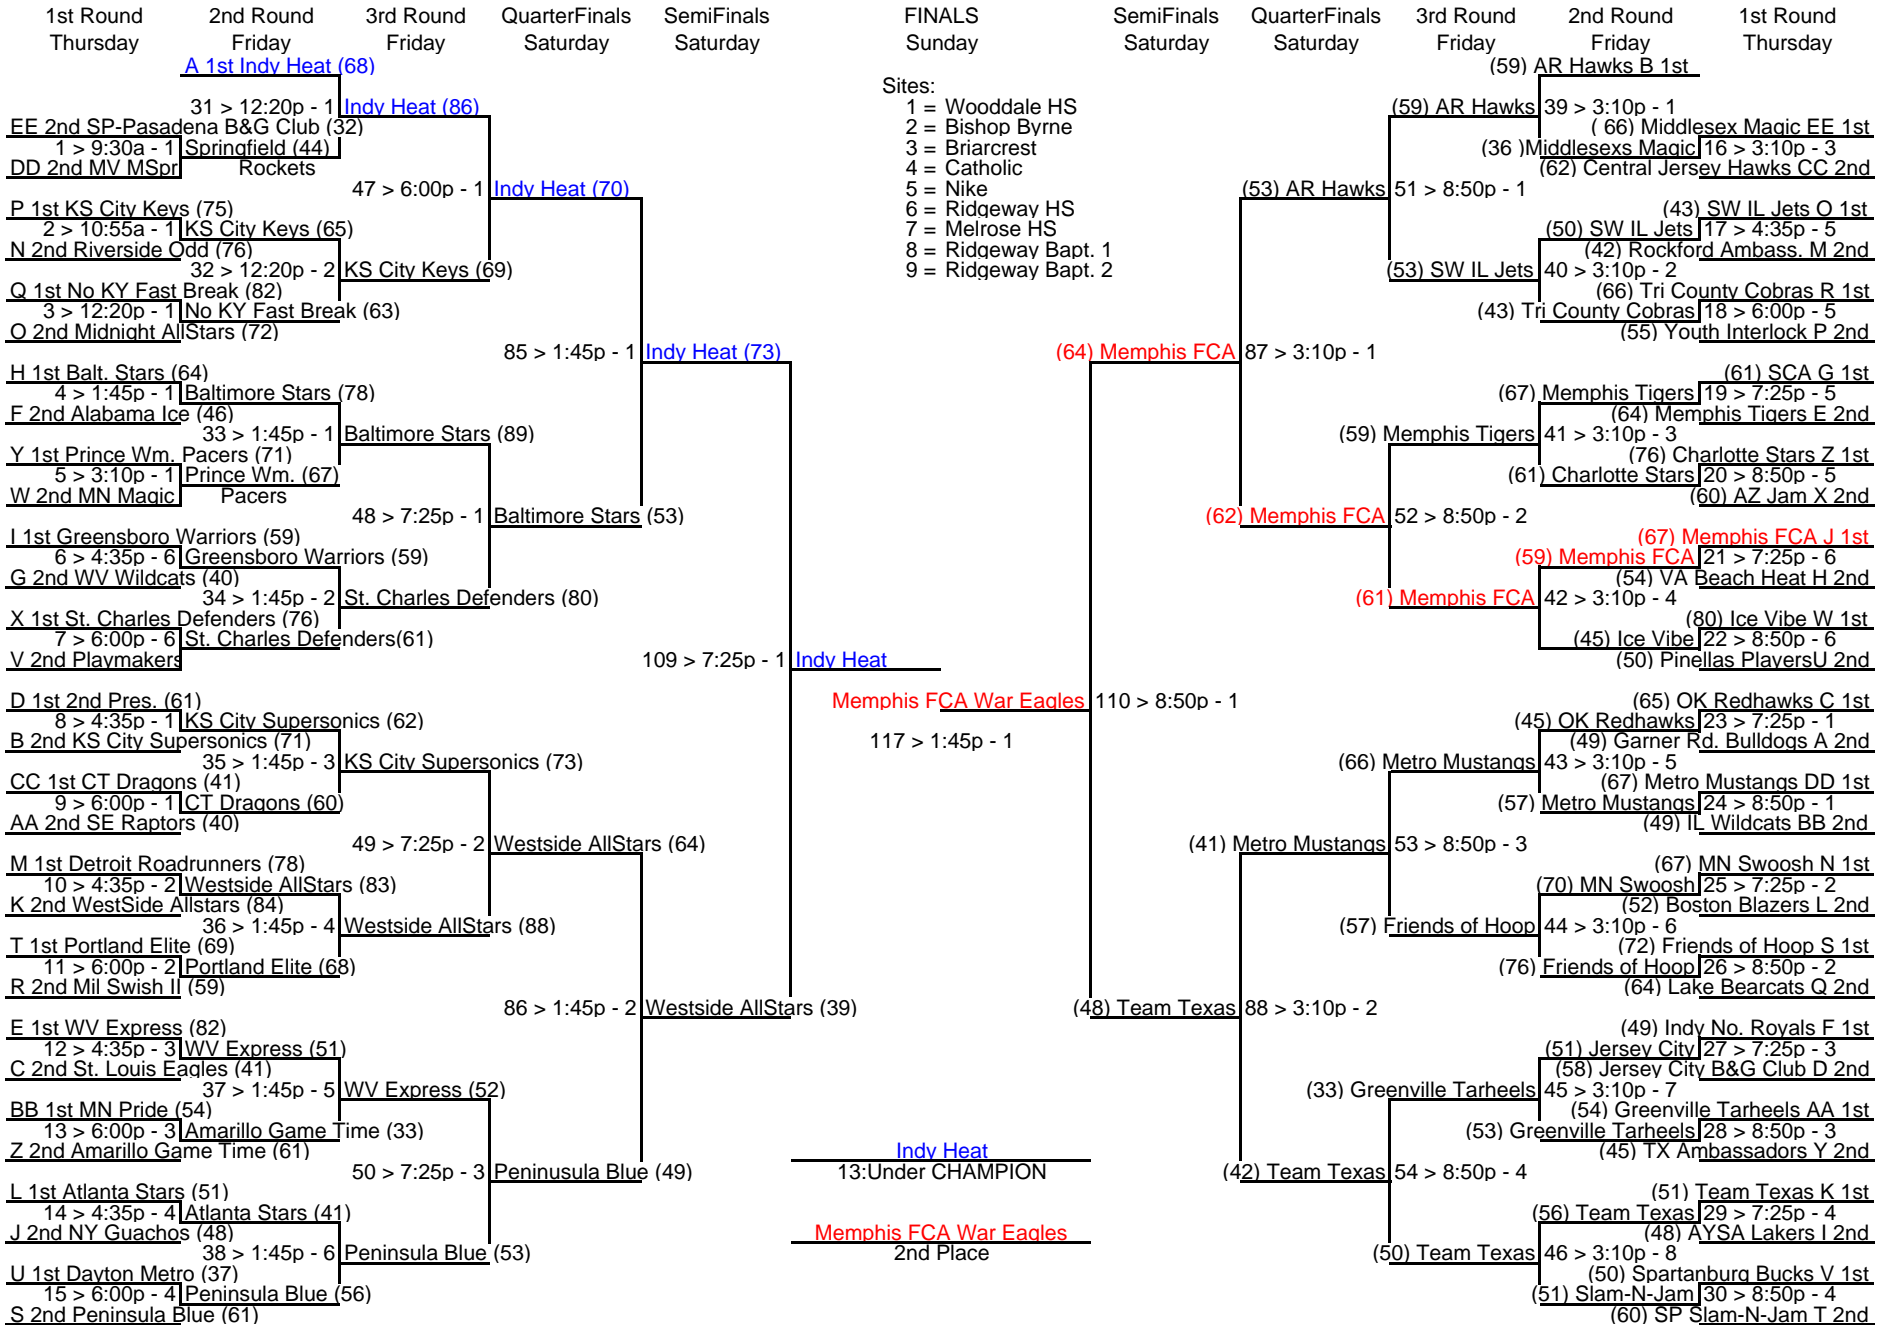 1st Round 2nd Round 3rd Round QuarterFinals SemiFinals FINALS SemiFinals QuarterFinals 3rd Round 2nd Round 1st Round
Thursday Friday Friday Saturday Saturday Sunday Saturday Saturday Friday Friday Thursday
A 1st Indy Heat (68) (59) AR Hawks B 1st
Sites:
31 > 12:20p - 1 Indy Heat (86) 1 = Wooddale HS (59) AR Hawks 39 > 3:10p - 1
EE 2nd SP-Pasadena B&G Club (32) 2 = Bishop Byrne ( 66) Middlesex Magic EE 1st
1 > 9:30a - 1 Springfield (44) 3 = Briarcrest (36 )Middlesexs Magic 16 > 3:10p - 3
DD 2nd MV MSpr Rockets 4 = Catholic (62) Central Jersey Hawks CC 2nd
47 > 6:00p - 1 Indy Heat (70) 5 = Nike (53) AR Hawks 51 > 8:50p - 1
P 1st KS City Keys (75) 6 = Ridgeway HS (43) SW IL Jets O 1st
2 > 10:55a - 1 KS City Keys (65) 7 = Melrose HS (50) SW IL Jets 17 > 4:35p - 5
N 2nd Riverside Odd (76) 8 = Ridgeway Bapt. 1 (42) Rockford Ambass. M 2nd
32 > 12:20p - 2 KS City Keys (69) 9 = Ridgeway Bapt. 2 (53) SW IL Jets 40 > 3:10p - 2
Q 1st No KY Fast Break (82) (66) Tri County Cobras R 1st
3 > 12:20p - 1 No KY Fast Break (63) (43) Tri County Cobras 18 > 6:00p - 5
O 2nd Midnight AllStars (72) (55) Youth Interlock P 2nd
85 > 1:45p - 1 Indy Heat (73) (64) Memphis FCA 87 > 3:10p - 1
H 1st Balt. Stars (64) (61) SCA G 1st
4 > 1:45p - 1 Baltimore Stars (78) (67) Memphis Tigers 19 > 7:25p - 5
F 2nd Alabama Ice (46) (64) Memphis Tigers E 2nd
33 > 1:45p - 1 Baltimore Stars (89) (59) Memphis Tigers 41 > 3:10p - 3
Y 1st Prince Wm. Pacers (71) (76) Charlotte Stars Z 1st
5 > 3:10p - 1 Prince Wm. (67) (61) Charlotte Stars 20 > 8:50p - 5
W 2nd MN Magic Pacers (60) AZ Jam X 2nd
48 > 7:25p - 1 Baltimore Stars (53) (62) Memphis FCA 52 > 8:50p - 2
I 1st Greensboro Warriors (59) (67) Memphis FCA J 1st
6 > 4:35p - 6 Greensboro Warriors (59) (59) Memphis FCA 21 > 7:25p - 6
G 2nd WV Wildcats (40) (54) VA Beach Heat H 2nd
34 > 1:45p - 2 St. Charles Defenders (80) (61) Memphis FCA 42 > 3:10p - 4
X 1st St. Charles Defenders (76) (80) Ice Vibe W 1st
7 > 6:00p - 6 St. Charles Defenders(61) (45) Ice Vibe 22 > 8:50p - 6
V 2nd Playmakers 109 > 7:25p - 1 Indy Heat (50) Pinellas PlayersU 2nd
D 1st 2nd Pres. (61) Memphis FCA War Eagles 110 > 8:50p - 1 (65) OK Redhawks C 1st
8 > 4:35p - 1 KS City Supersonics (62) (45) OK Redhawks 23 > 7:25p - 1
B 2nd KS City Supersonics (71) 117 > 1:45p - 1 (49) Garner Rd. Bulldogs A 2nd
35 > 1:45p - 3 KS City Supersonics (73) (66) Metro Mustangs 43 > 3:10p - 5
CC 1st CT Dragons (41) (67) Metro Mustangs DD 1st
9 > 6:00p - 1 CT Dragons (60) (57) Metro Mustangs 24 > 8:50p - 1
AA 2nd SE Raptors (40) (49) IL Wildcats BB 2nd
49 > 7:25p - 2 Westside AllStars (64) (41) Metro Mustangs 53 > 8:50p - 3
M 1st Detroit Roadrunners (78) (67) MN Swoosh N 1st
10 > 4:35p - 2 Westside AllStars (83) (70) MN Swoosh 25 > 7:25p - 2
K 2nd WestSide Allstars (84) (52) Boston Blazers L 2nd
36 > 1:45p - 4 Westside AllStars (88) (57) Friends of Hoop 44 > 3:10p - 6
T 1st Portland Elite (69) (72) Friends of Hoop S 1st
11 > 6:00p - 2 Portland Elite (68) (76) Friends of Hoop 26 > 8:50p - 2
R 2nd Mil Swish II (59) (64) Lake Bearcats Q 2nd
86 > 1:45p - 2 Westside AllStars (39) (48) Team Texas 88 > 3:10p - 2
E 1st WV Express (82) (49) Indy No. Royals F 1st
12 > 4:35p - 3 WV Express (51) (51) Jersey City 27 > 7:25p - 3
C 2nd St. Louis Eagles (41) (58) Jersey City B&G Club D 2nd
37 > 1:45p - 5 WV Express (52) (33) Greenville Tarheels 45 > 3:10p - 7
BB 1st MN Pride (54) (54) Greenville Tarheels AA 1st
13 > 6:00p - 3 Amarillo Game Time (33) (53) Greenville Tarheels 28 > 8:50p - 3
Z 2nd Amarillo Game Time (61) Indy Heat (45) TX Ambassadors Y 2nd
50 > 7:25p - 3 Peninusula Blue (49) 13:Under CHAMPION (42) Team Texas 54 > 8:50p - 4
L 1st Atlanta Stars (51) (51) Team Texas K 1st
14 > 4:35p - 4 Atlanta Stars (41) (56) Team Texas 29 > 7:25p - 4
J 2nd NY Guachos (48) Memphis FCA War Eagles (48) AYSA Lakers I 2nd
38 > 1:45p - 6 Peninsula Blue (53) 2nd Place (50) Team Texas 46 > 3:10p - 8
U 1st Dayton Metro (37) (50) Spartanburg Bucks V 1st
15 > 6:00p - 4 Peninsula Blue (56) (51) Slam-N-Jam 30 > 8:50p - 4
S 2nd Peninsula Blue (61) (60) SP Slam-N-Jam T 2nd